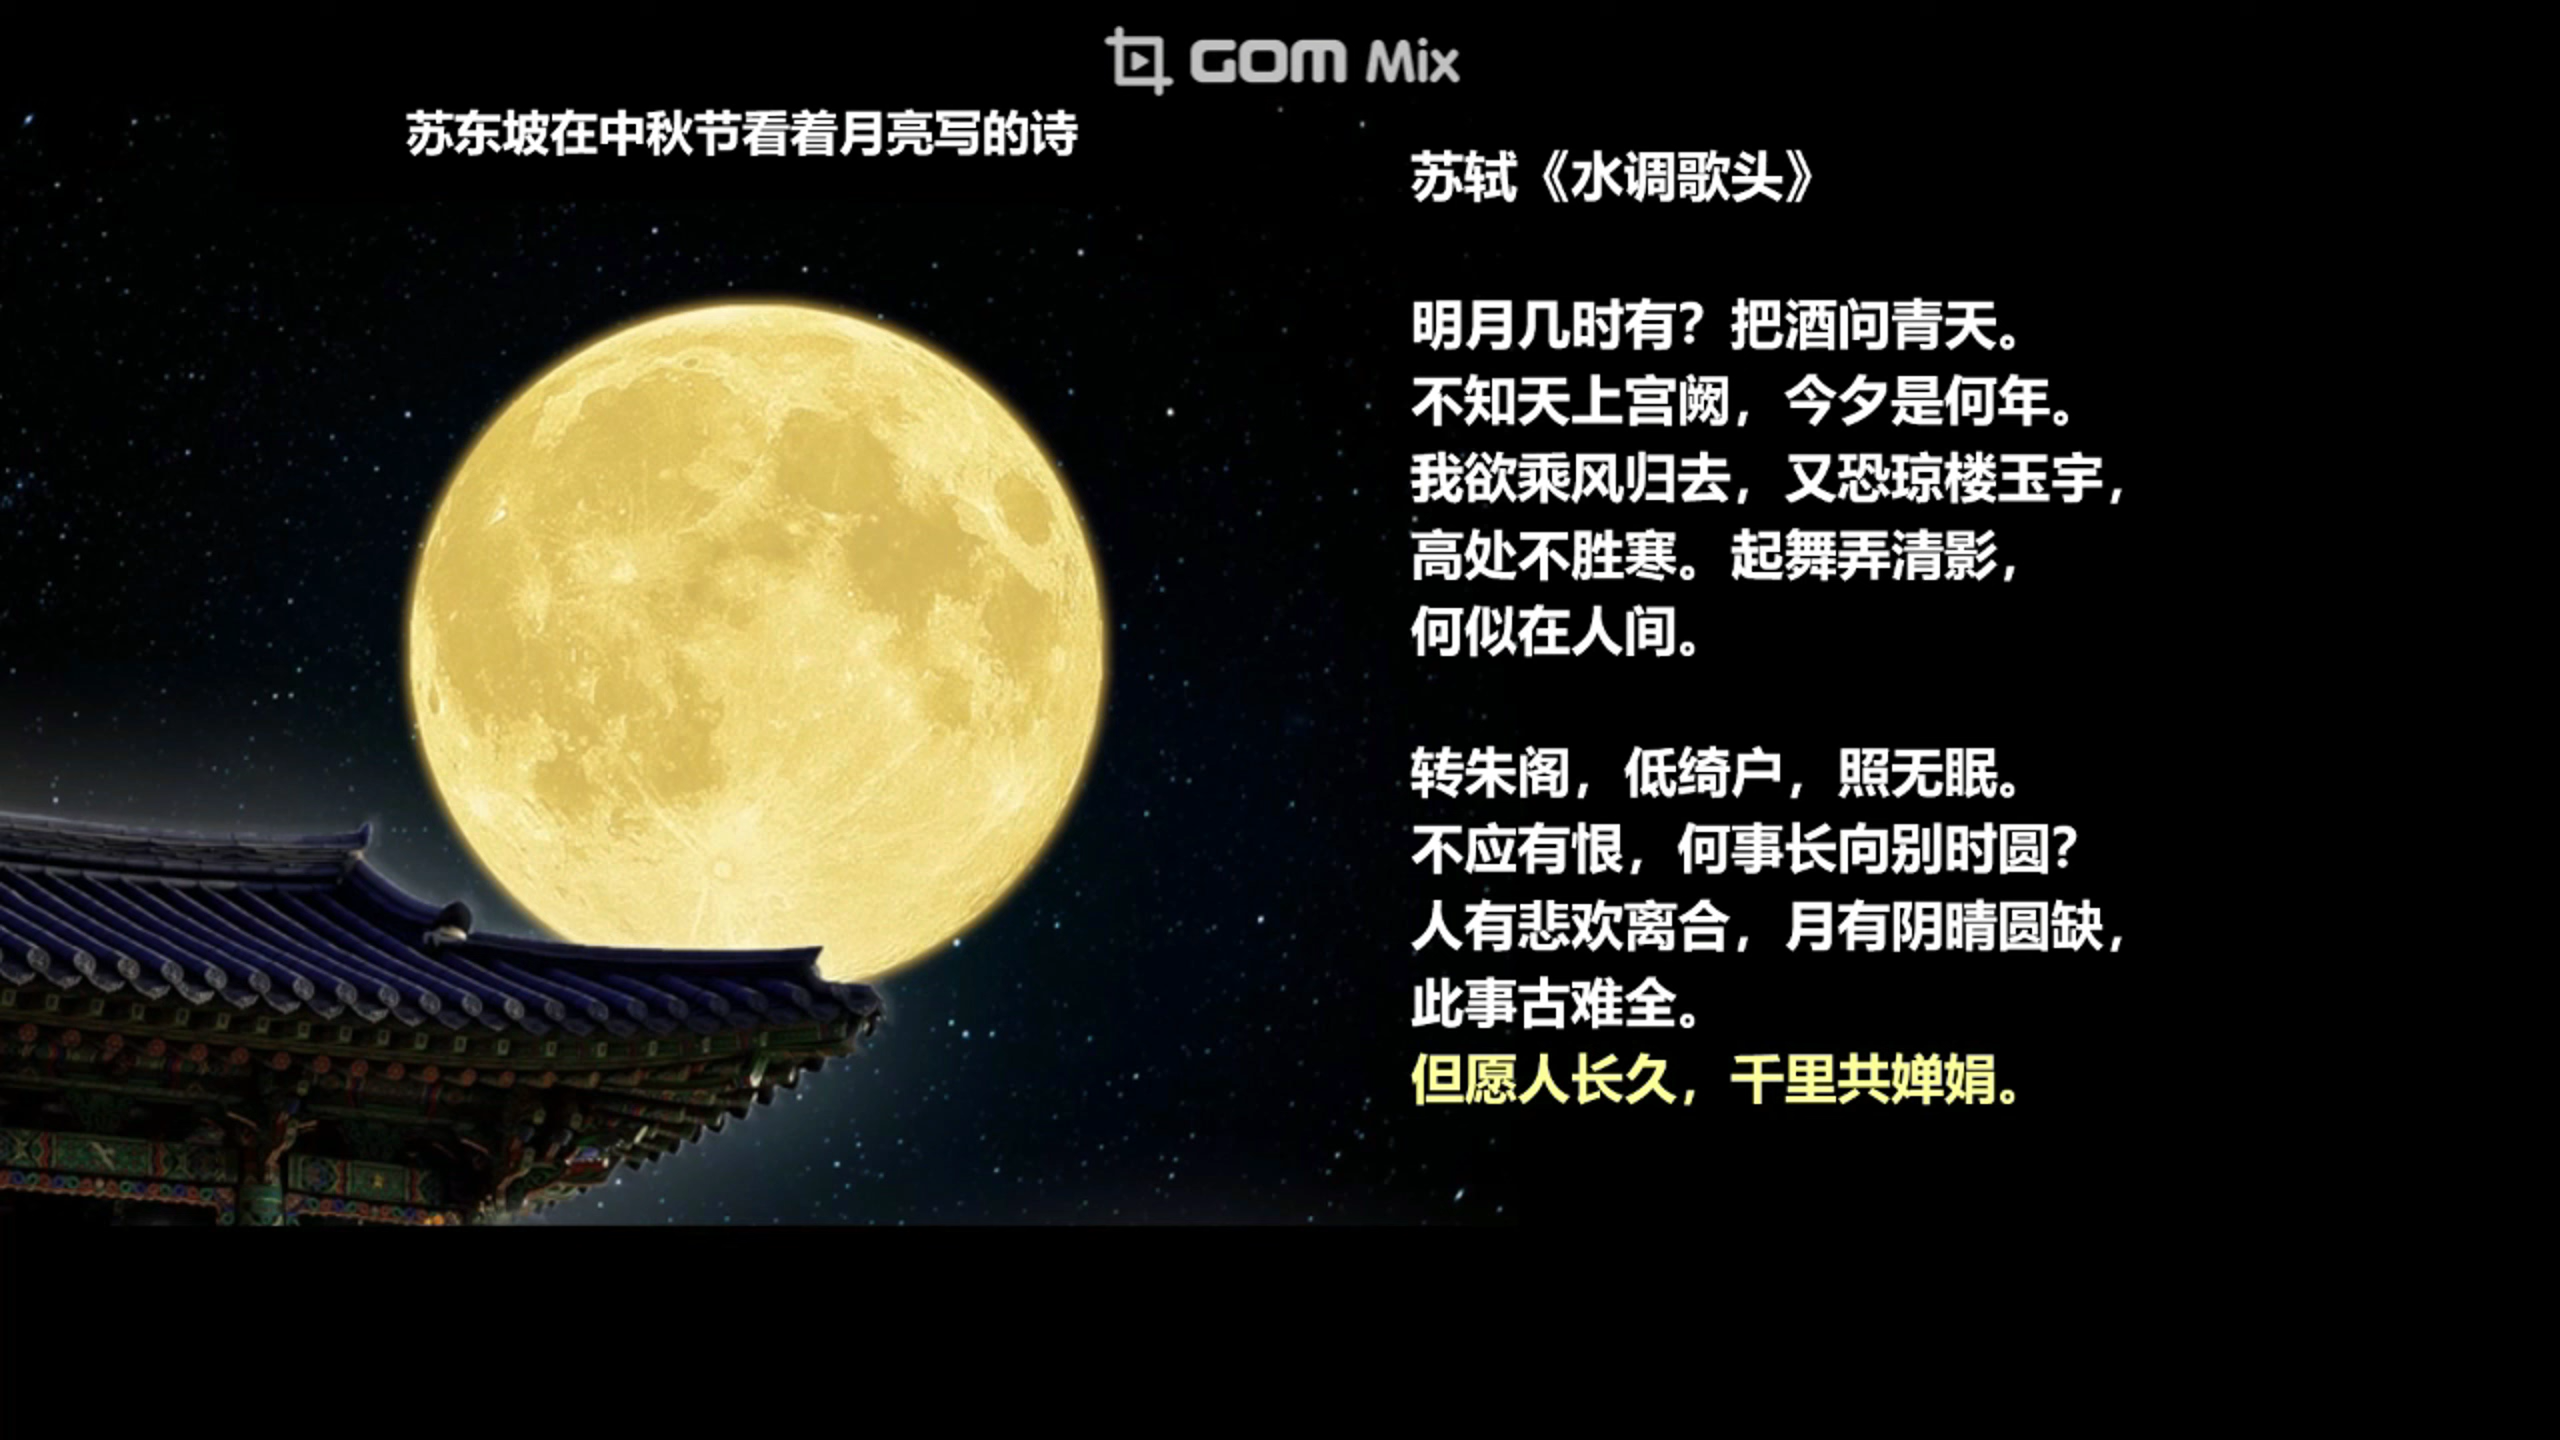 GOM Mix
苏东坡在中秋节看着月亮写的诗
苏轼《水调歌头》
明月几时有？把酒问青天。
不知天上宫阙，今夕是何年。
我欲乘风归去，又恐琼楼玉宇，
高处不胜寒。起舞弄清影，
何似在人间。
转朱阁，低绮户，照无眠。
不应有恨，何事长向别时圆？
人有悲欢离合，月有阴晴圆缺，
此事古难全。
但愿人长久，千里共婵娟。